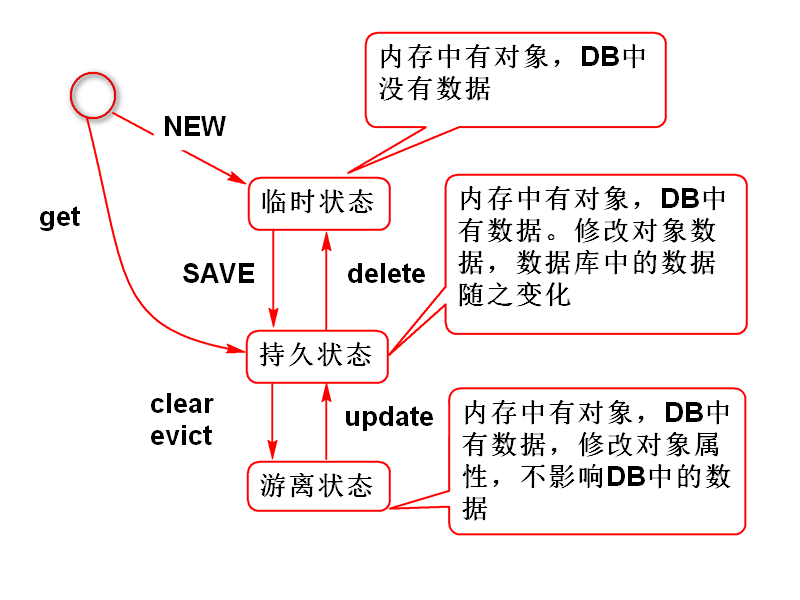 内存中有对象，DB中
没有数据
NEW
临时状态
内存中有对象，DB中
有数据。修改对象数
据，数据库中的数据
随之变化
get
SAVE
delete
持久状态
clear
evict
update
内存中有对象，DB中
有数据，修改对象属
性，不影响DB中的数
据
游离状态